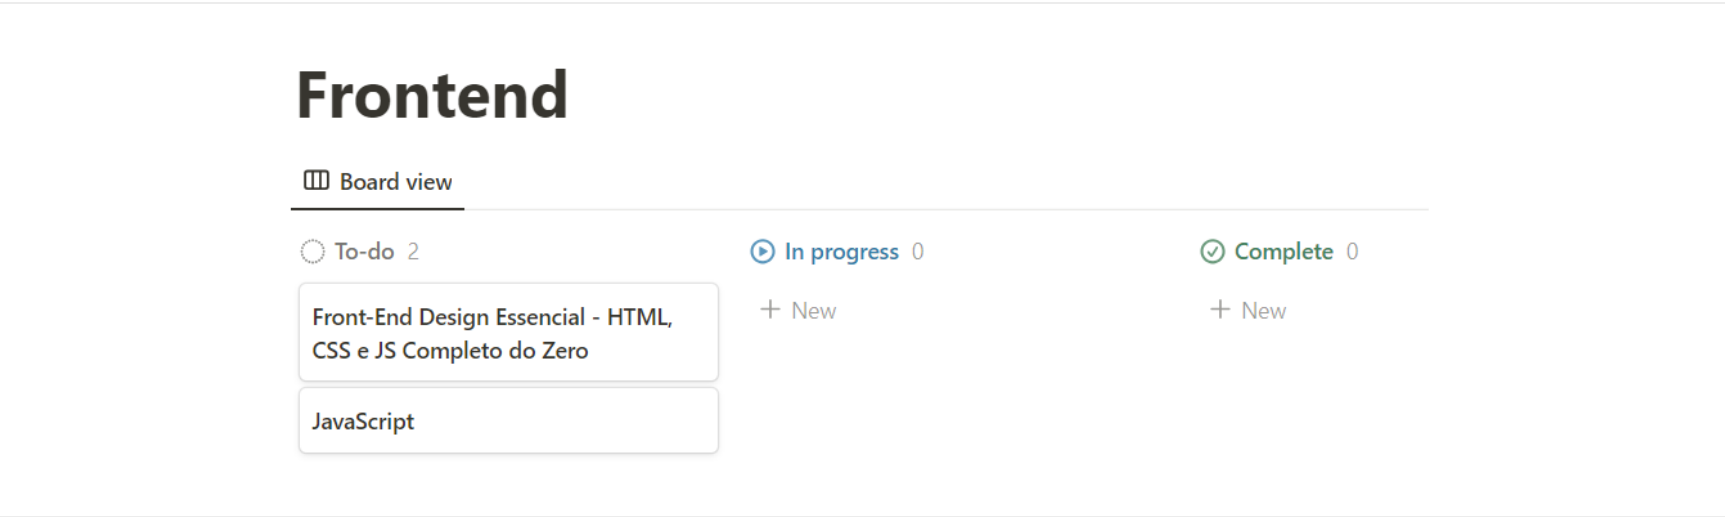 Frontend
Board view
To-do 2
Front-End Design Essencial - HTML,
CSS e JS Completo do Zero
JavaScript
In progress 0
+ New
Complete 0
+ New